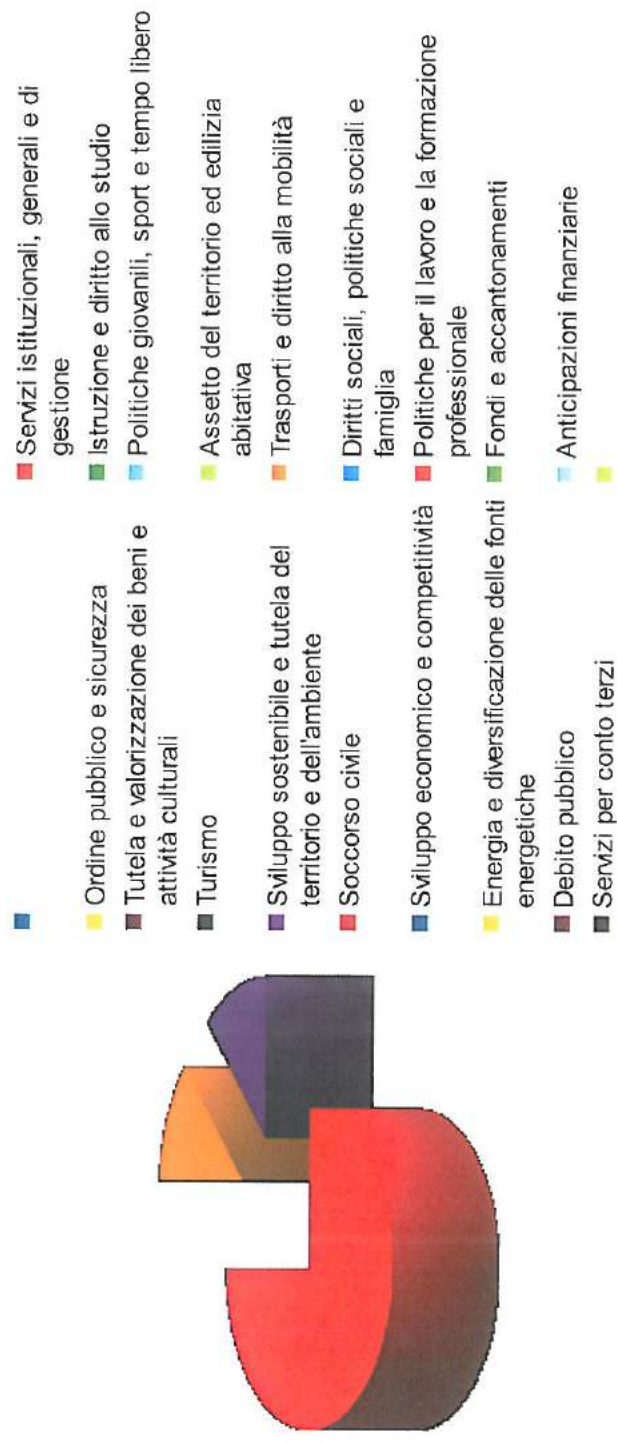 Servizi istituzionali, generali e di
gestione
Ordine pubblico e sicurezza
Istruzione e diritto allo studio
Tutela e valorizzazione dei beni e
attività culturali
Politiche giovanili, sport e tempo libero
Turismo
Assetto del territorio ed edilizia
abitativa
Sviluppo sostenibile e tutela del
territorio e dell'ambiente
Trasporti e diritto alla mobilità
Soccorso civile
Diritti sociali, politiche sociali e
famiglia
Sviluppo economico e competitività
Politiche per il lavoro e la formazione
professionale
Energia e diversificazione delle fonti
energetiche
Fondi e accantonamenti
Debito pubblico
Anticipazioni finanziarie
Servizi per conto terzi